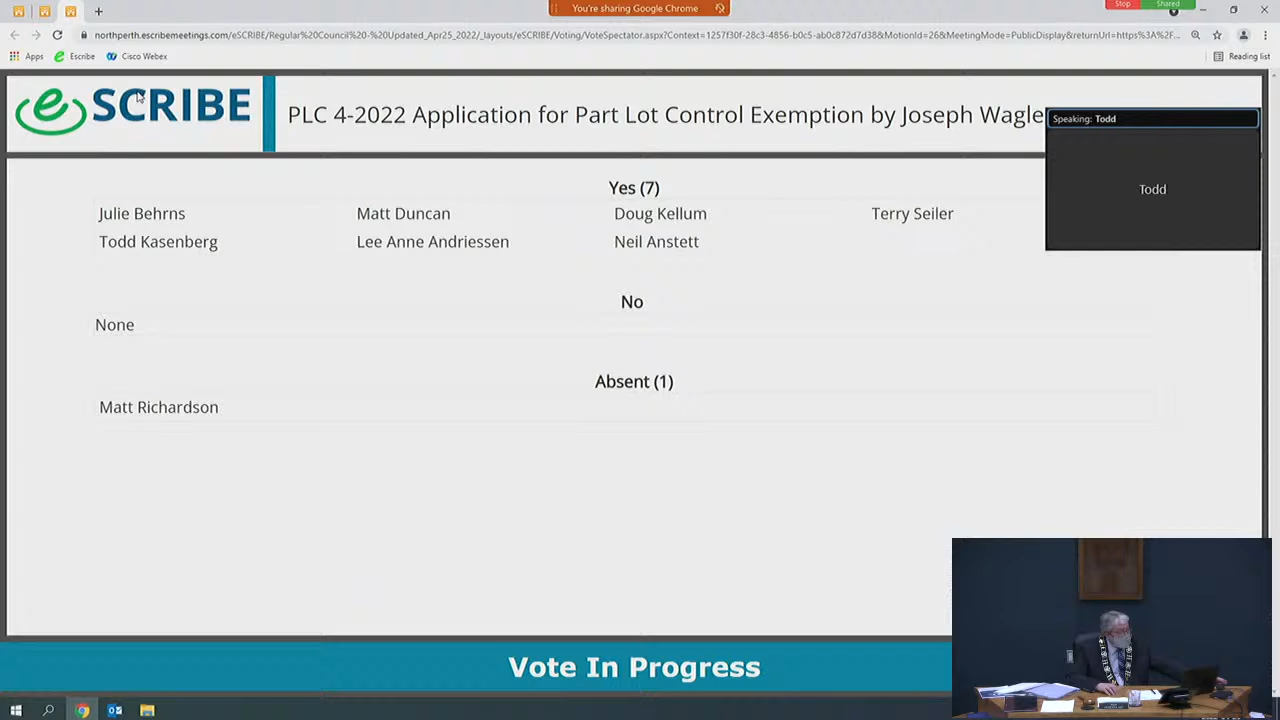 You're sharing Google Chrome
Stop
Shared
northperth.escribemeetings.com/eSCRIBE/Regular%20Council%20-%20Updated_Apr25_2022/_layouts/eSCRIBE/Voting/VoteSpectator.aspx?Context=1257f30f-28c3-4856-b0c5-ab0c872d7d38&MotionId=26&MeetingMode=PublicDisplay&returnUrl=https%3A%2F...
Apps
Escribe
Cisco Webex
Reading list
eSCRIBE
PLC 4-2022 Application for Part Lot Control Exemption by Joseph Wagle
Speaking: Todd
Todd
Yes (7)
Julie Behrns Matt Duncan Doug Kellum Terry Seiler
Todd Kasenberg Lee Anne Andriessen Neil Anstett
No
None
Absent (1)
Matt Richardson
Vote In Progress